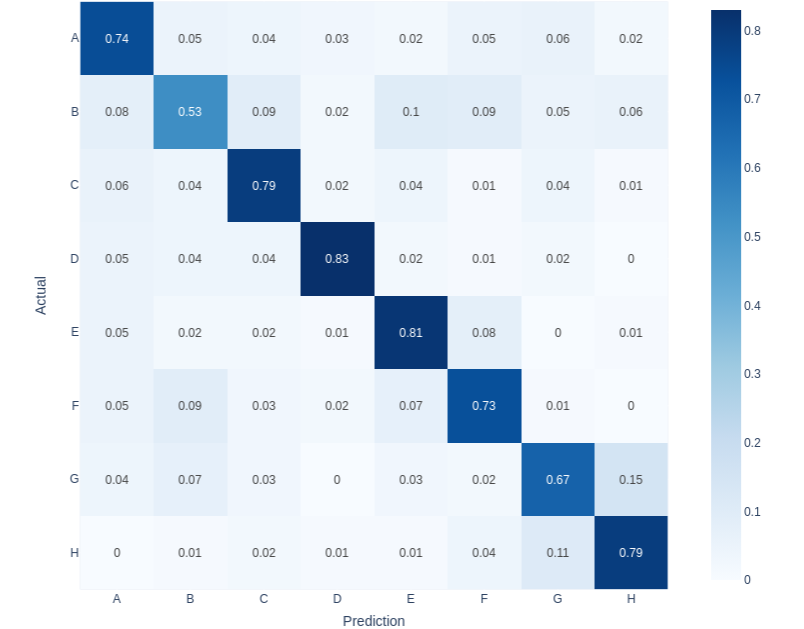 A 0.74 0.05 0.04 0.03 0.02 0.05 0.06 0.02
B 0.08 0.53 0.09 0.02 0.1 0.09 0.05 0.06
C 0.06 0.04 0.79 0.02 0.04 0.01 0.04 0.01
D 0.05 0.04 0.04 0.83 0.02 0.01 0.02 0
E 0.05 0.02 0.02 0.01 0.81 0.08 0 0.01
F 0.05 0.09 0.03 0.02 0.07 0.73 0.01 0
G 0.04 0.07 0.03 0 0.03 0.02 0.67 0.15
H 0 0.01 0.02 0.01 0.01 0.04 0.11 0.79
A B C D E F G H
Prediction
Actual
0.8
0.7
0.6
0.5
0.4
0.3
0.2
0.1
0